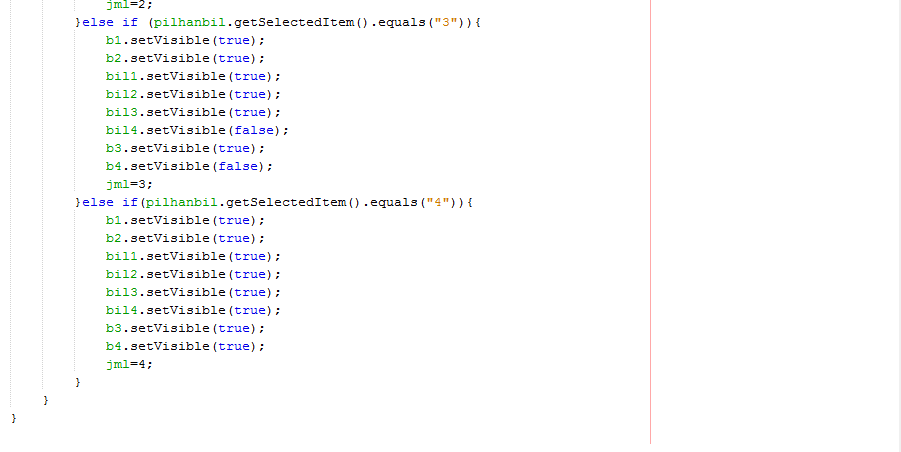 jml=2;
}else if (pilhanbil.getSelectedItem().equals("3")){
b1.setVisible(true);
b2.setVisible(true);
bil1.setVisible(true);
bil2.setVisible(true);
bil3.setVisible(true);
bil4.setVisible(false);
b3.setVisible(true);
b4.setVisible(false);
jml=3;
}else if(pilhanbil.getSelectedItem().equals("4")){
b1.setVisible(true);
b2.setVisible(true);
bil1.setVisible(true);
bil2.setVisible(true);
bil3.setVisible(true);
bil4.setVisible(true);
b3.setVisible(true);
b4.setVisible(true);
jml=4;
}
}
}